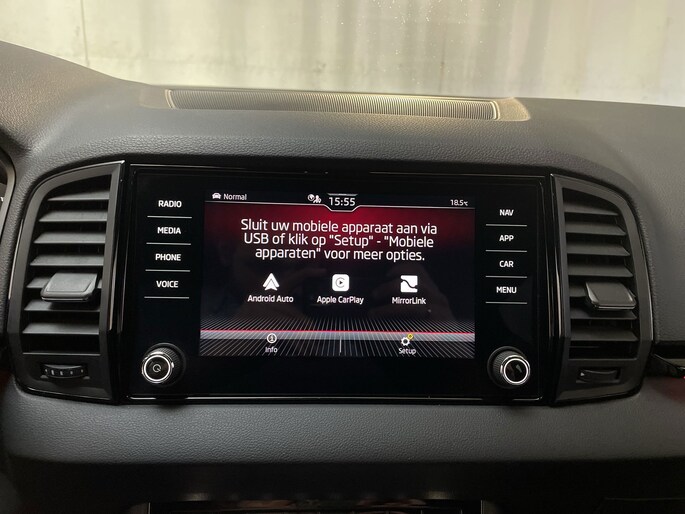 Normal
15:55
18.5°C
RADIO
MEDIA
PHONE
VOICE
Sluit uw mobiele apparaat aan via
USB of klik op "Setup" - "Mobiele
apparaten" voor meer opties.
Android Auto
Apple CarPlay
MirrorLink
Info
Setup
NAV
APP
CAR
MENU